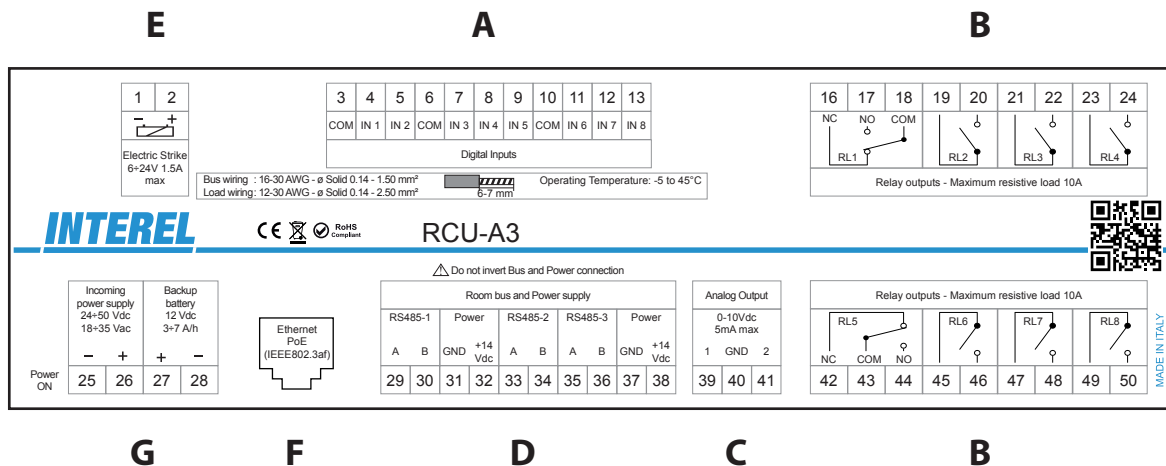 E A B
1 2
3 4 5 6 7 8 9 10 11 12 13
16 17 18 19 20 21 22 23 24
- +
COM IN 1 IN 2 COM IN 3 IN 4 IN 5 COM IN 6 IN 7 IN 8
NC NO COM
RL1 RL2 RL3 RL4
Electric Strike
6÷24V 1.5A
max
Digital Inputs
Relay outputs - Maximum resistive load 10A
Bus wiring : 16-30 AWG - ø Solid 0.14 - 1.50 mm²
Load wiring: 12-30 AWG - ø Solid 0.14 - 2.50 mm²
6-7 mm
Operating Temperature: -5 to 45°C
INTEREL
CE
RoHS
Compliant
RCU-A3
⚠ Do not invert Bus and Power connection
Incoming
power supply
24÷50 Vdc
18÷35 Vac
- +
Backup
battery
12 Vdc
3÷7 A/h
+ -
Power
ON
25 26 27 28
Ethernet
PoE
(IEEE802.3af)
Room bus and Power supply
RS485-1 Power RS485-2 RS485-3 Power
A B GND +14 Vdc A B A B GND +14 Vdc
29 30 31 32 33 34 35 36 37 38
Analog Output
0-10Vdc
5mA max
1 GND 2
39 40 41
Relay outputs - Maximum resistive load 10A
RL5 RL6 RL7 RL8
NC COM NO
42 43 44 45 46 47 48 49 50
MADE IN ITALY
G F D C B